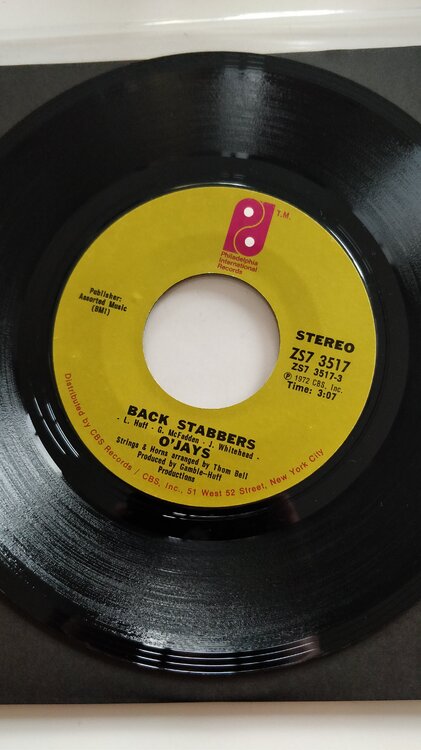 T.M.
Philadelphia
International
Records
Publisher:
Assorted Music
(BMI)
STEREO
ZS7 3517
ZS7 3517-3
Ⓟ 1972 CBS, Inc.
Time: 3:07
BACK STABBERS
- L. Huff - G. McFadden - J. Whitehead -
O'JAYS
Strings & Horns arranged by Thom Bell
Produced by Gamble-Huff
Productions
Distributed by CBS Records / CBS, Inc., 51 West 52 Street, New York City